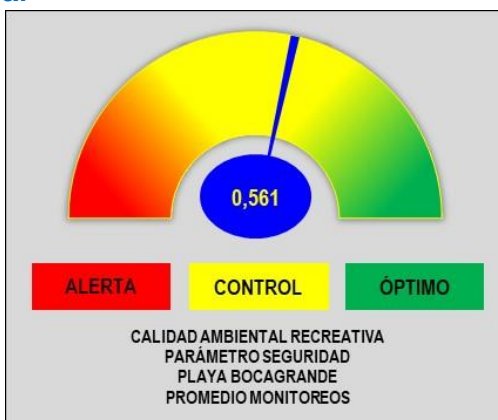 0,561
ALERTA CONTROL ÓPTIMO
CALIDAD AMBIENTAL RECREATIVA
PARÁMETRO SEGURIDAD
PLAYA BOCAGRANDE
PROMEDIO MONITOREOS